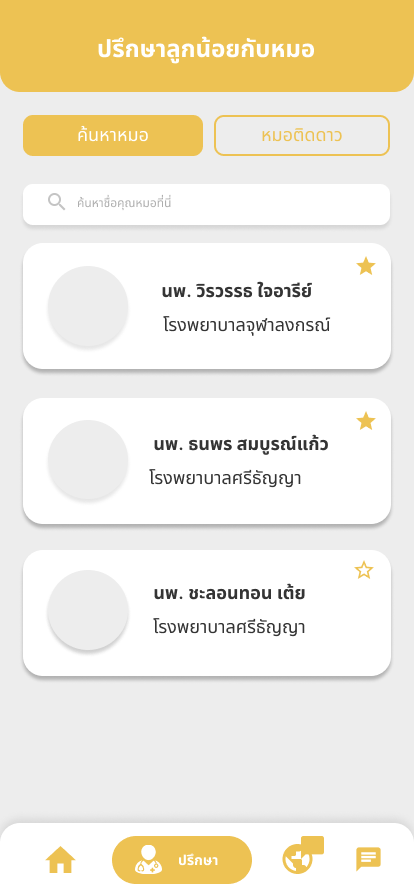 ปรึกษาลูกน้อยกับหมอ
ค้นหาหมอ
หมอติดดาว
ค้นหาชื่อคุณหมอที่นี่
นพ. วิรวรรธ ใจอารีย์
โรงพยาบาลจุฬาลงกรณ์
นพ. ธนพร สมบูรณ์แก้ว
โรงพยาบาลศรีธัญญา
นพ. ชะลอนทอน เต้ย
โรงพยาบาลศรีธัญญา
ปรึกษา